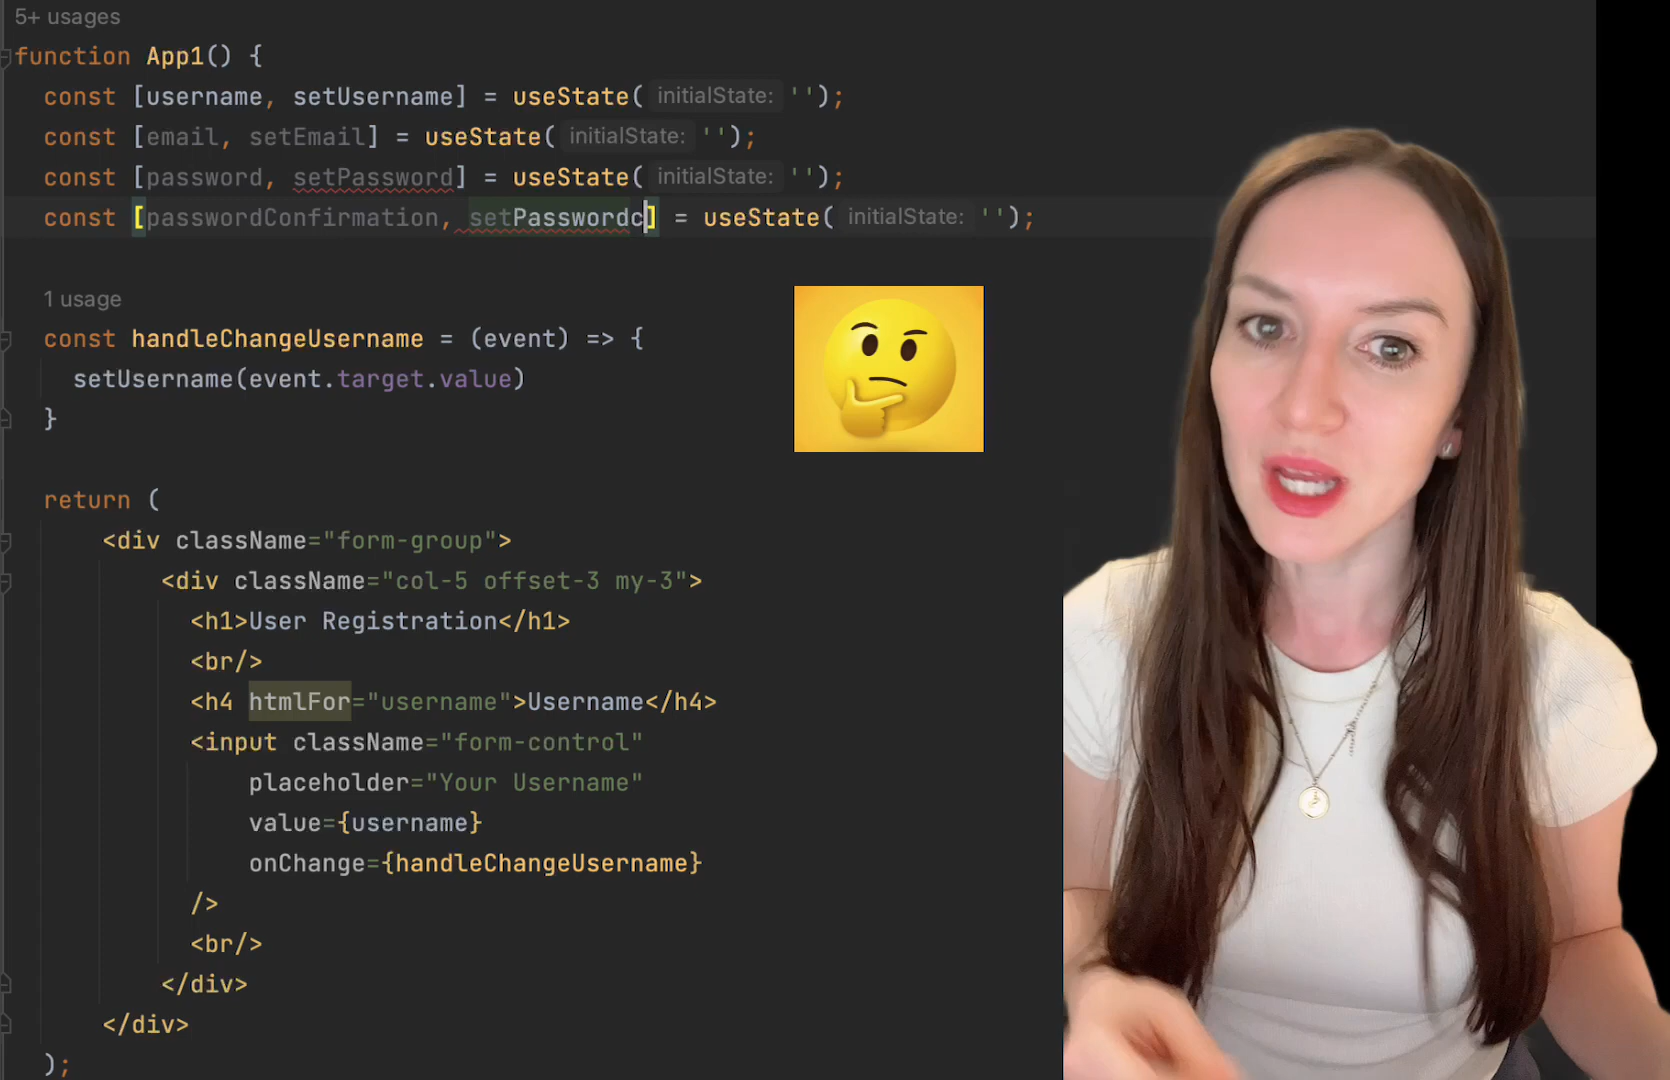 5+ usages
function App1() {
const [username, setUsername] = useState( initialState: '');
const [email, setEmail] = useState( initialState: '');
const [password, setPassword] = useState( initialState: '');
const [passwordConfirmation, setPasswordc] = useState( initialState: '');
1 usage
const handleChangeUsername = (event) => {
setUsername(event.target.value)
}
return (
<div className="form-group">
<div className="col-5 offset-3 my-3">
<h1>User Registration</h1>
<br/>
<h4 htmlFor="username">Username</h4>
<input className="form-control"
placeholder="Your Username"
value={username}
onChange={handleChangeUsername}
/>
<br/>
</div>
</div>
);